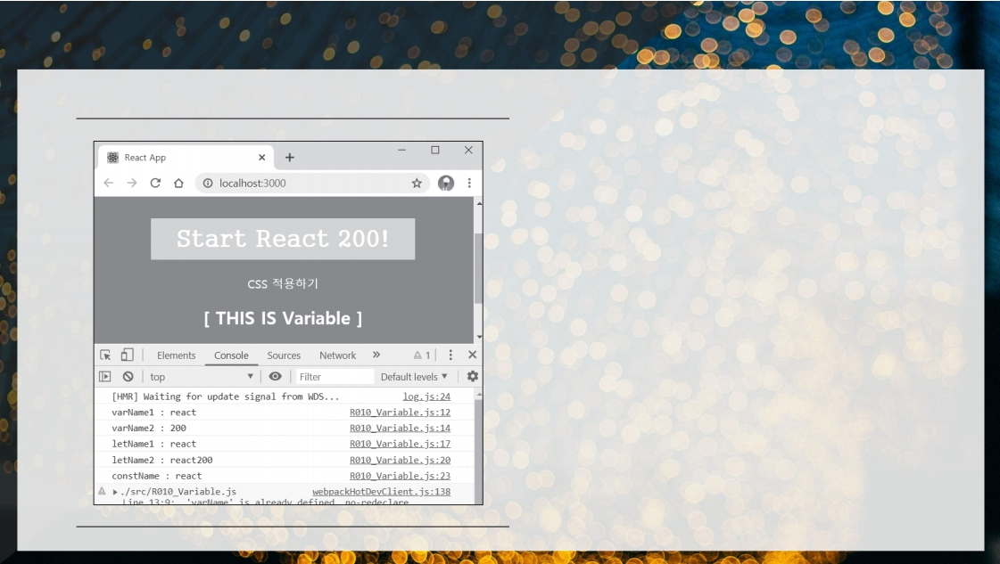 React App
localhost:3000
Start React 200!
CSS 적용하기
[ THIS IS Variable ]
Elements Console Sources Network » 1
top Filter Default levels
[HMR] Waiting for update signal from WDS... log.js:24
varName1 : react R010_Variable.js:12
varName2 : 200 R010_Variable.js:14
letName1 : react R010_Variable.js:17
letName2 : react200 R010_Variable.js:20
constName : react R010_Variable.js:23
./src/R010_Variable.js webpackHotDevClient.js:138
Line 13:9: 'varName' is already defined no-redeclare